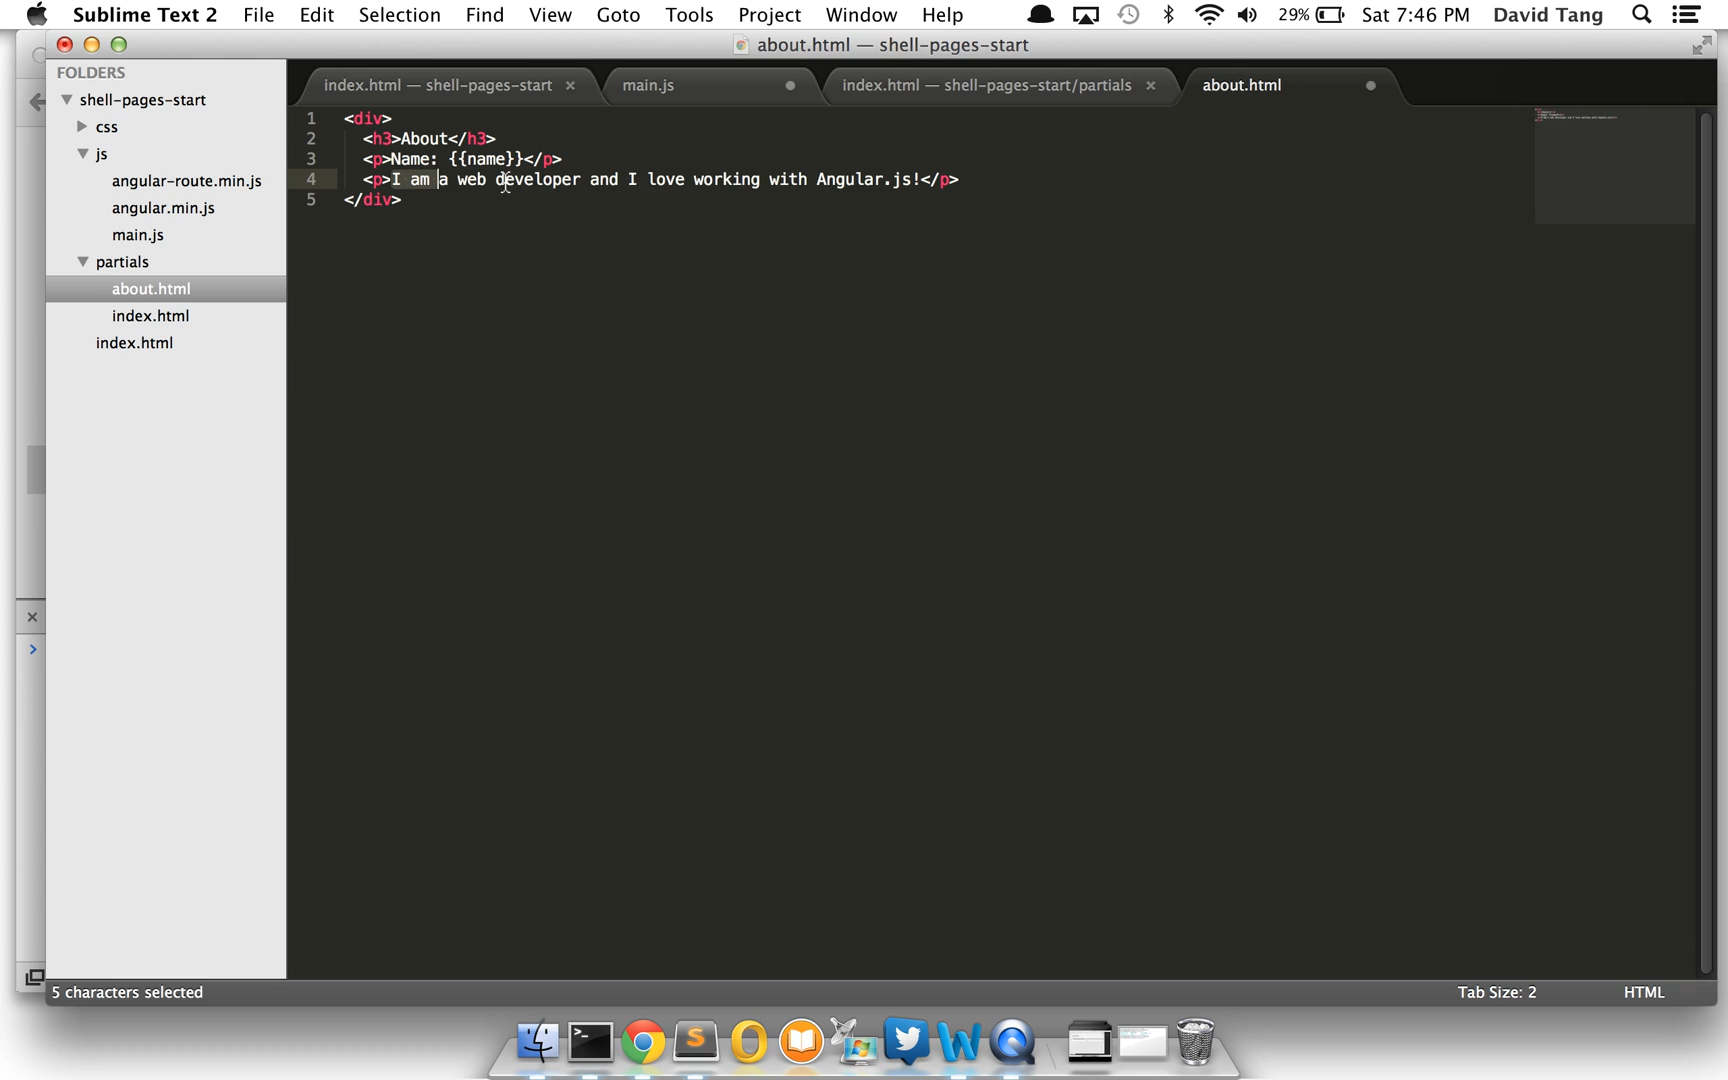 Sublime Text 2 File Edit Selection Find View Goto Tools Project Window Help 29% Sat 7:46 PM David Tang
about.html — shell-pages-start
FOLDERS
shell-pages-start
css
js
angular-route.min.js
angular.min.js
main.js
partials
about.html
index.html
index.html
index.html — shell-pages-start × main.js index.html — shell-pages-start/partials × about.html
1 <div>
2 <h3>About</h3>
3 <p>Name: {{name}}</p>
4 <p>I am a web developer and I love working with Angular.js!</p>
5 </div>
5 characters selected Tab Size: 2 HTML